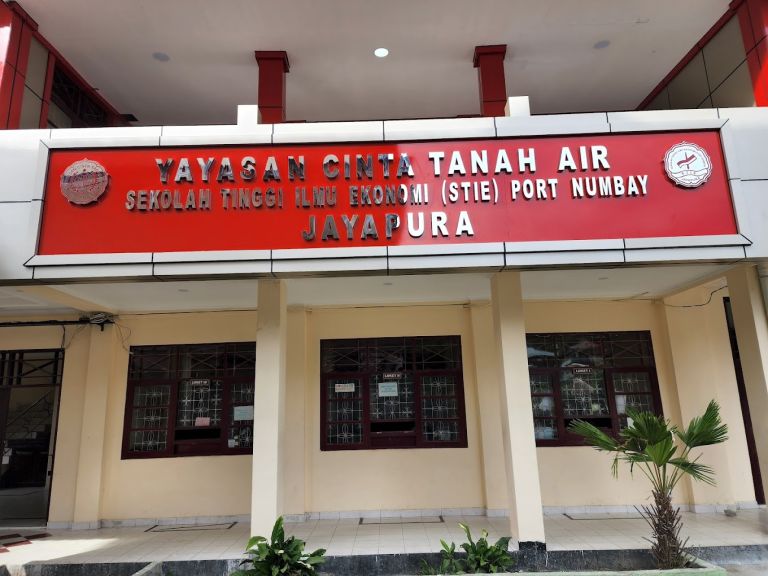 YAYASAN CINTA TANAH AIR
SEKOLAH TINGGI ILMU EKONOMI (STIE) PORT NUMBAY
JAYAPURA